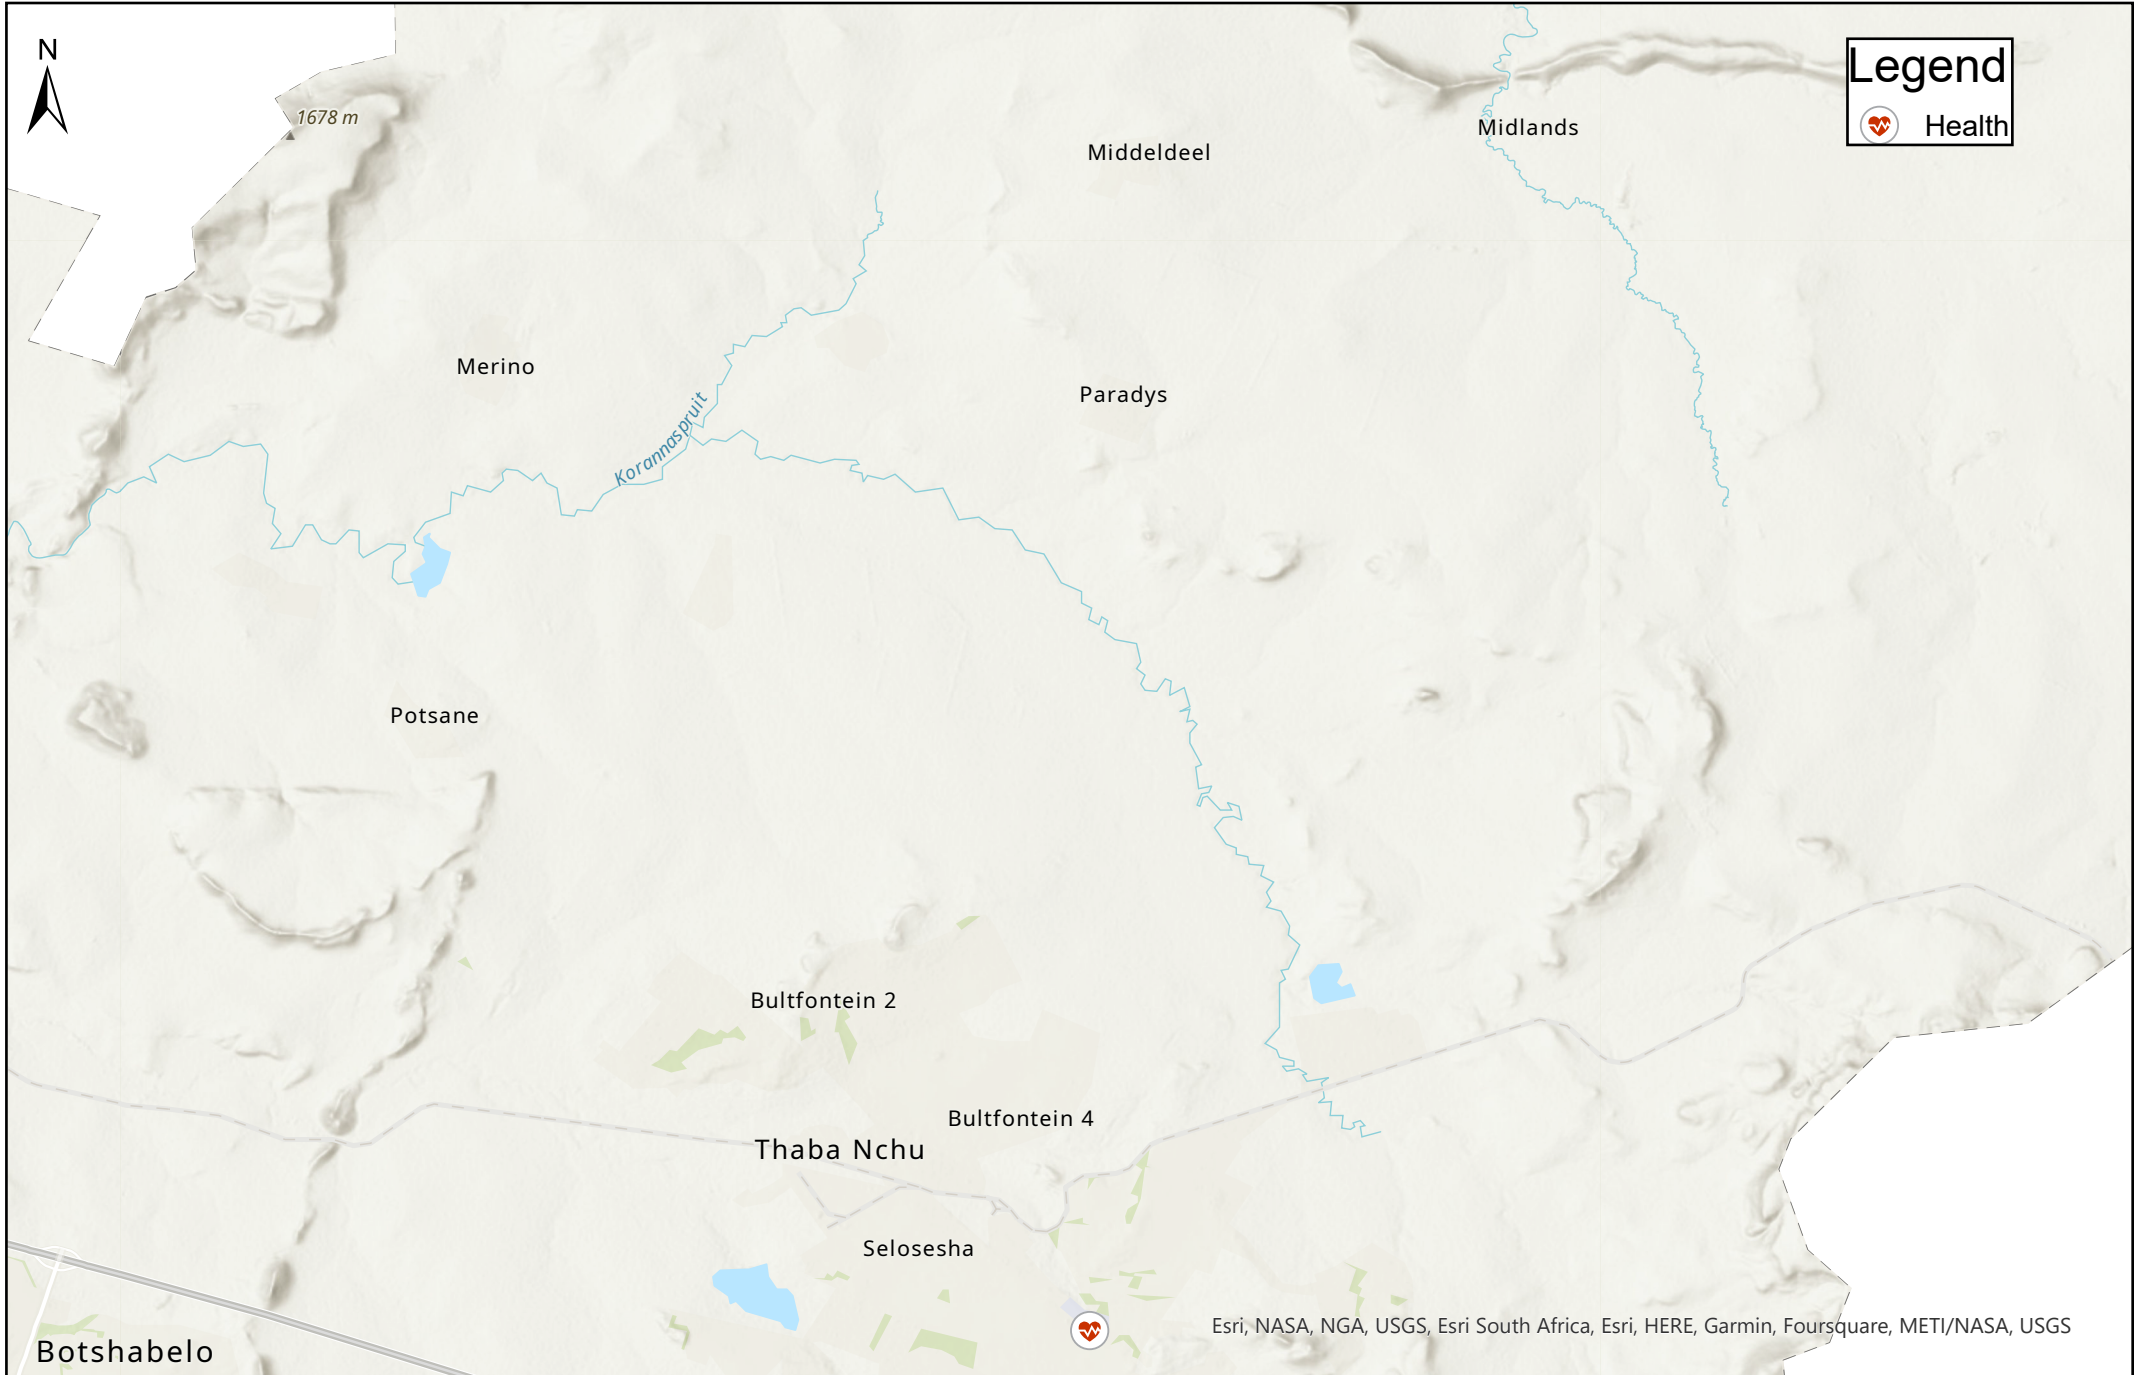 N
1678 m
Legend
Health
Midlands
Middeldeel
Merino
Paradys
Korannaspruit
Potsane
Bultfontein 2
Bultfontein 4
Thaba Nchu
Selosesha
Esri, NASA, NGA, USGS, Esri South Africa, Esri, HERE, Garmin, Foursquare, METI/NASA, USGS
Botshabelo